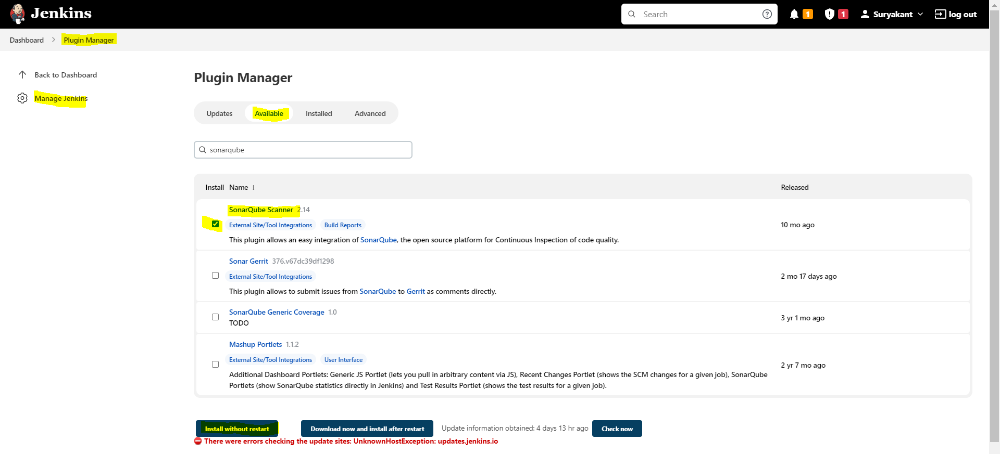 Jenkins
Search
1
1
Suryakant
log out
Dashboard
Plugin Manager
Back to Dashboard
Manage Jenkins
Plugin Manager
Updates
Available
Installed
Advanced
sonarqube
Install Name ↓ Released
SonarQube Scanner 2.14
External Site/Tool Integrations Build Reports
10 mo ago
This plugin allows an easy integration of SonarQube, the open source platform for Continuous Inspection of code quality.
Sonar Gerrit 376.v67dc39df1298
External Site/Tool Integrations
2 mo 17 days ago
This plugin allows to submit issues from SonarQube to Gerrit as comments directly.
SonarQube Generic Coverage 1.0
3 yr 1 mo ago
TODO
Mashup Portlets 1.1.2
External Site/Tool Integrations User Interface
2 yr 7 mo ago
Additional Dashboard Portlets: Generic JS Portlet (lets you pull in arbitrary content via JS), Recent Changes Portlet (shows the SCM changes for a given job), SonarQube
Portlets (show SonarQube statistics directly in Jenkins) and Test Results Portlet (shows the test results for a given job).
Install without restart
Download now and install after restart
Update information obtained: 4 days 13 hr ago
Check now
There were errors checking the update sites: UnknownHostException: updates.jenkins.io